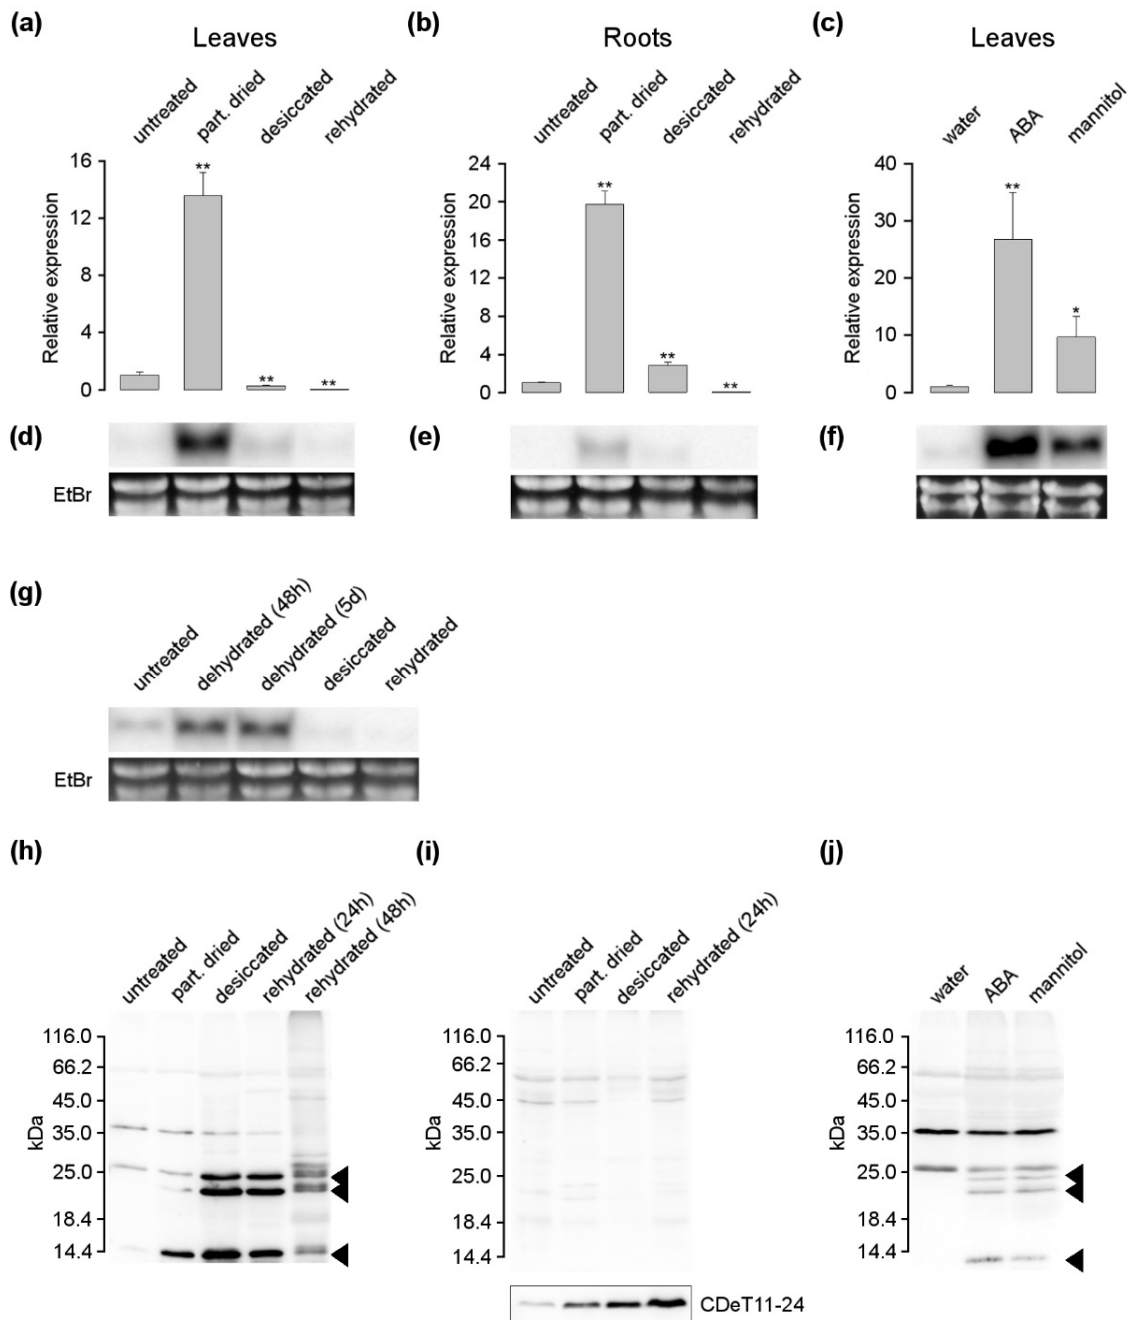 (a)
Leaves
untreated
part. dried
desiccated
rehydrated
Relative expression
16
12
8
4
0
**
**
**
(b)
Roots
untreated
part. dried
desiccated
rehydrated
Relative expression
24
20
16
12
8
4
0
**
**
**
(c)
Leaves
water
ABA
mannitol
Relative expression
40
30
20
10
0
**
*
(d)
EtBr
(e)
(f)
(g)
untreated
dehydrated (48h)
dehydrated (5d)
desiccated
rehydrated
EtBr
(h)
untreated
part. dried
desiccated
rehydrated (24h)
rehydrated (48h)
kDa
116.0
66.2
45.0
35.0
25.0
18.4
14.4
(i)
untreated
part. dried
desiccated
rehydrated (24h)
kDa
116.0
66.2
45.0
35.0
25.0
18.4
14.4
CDeT11-24
(j)
water
ABA
mannitol
kDa
116.0
66.2
45.0
35.0
25.0
18.4
14.4